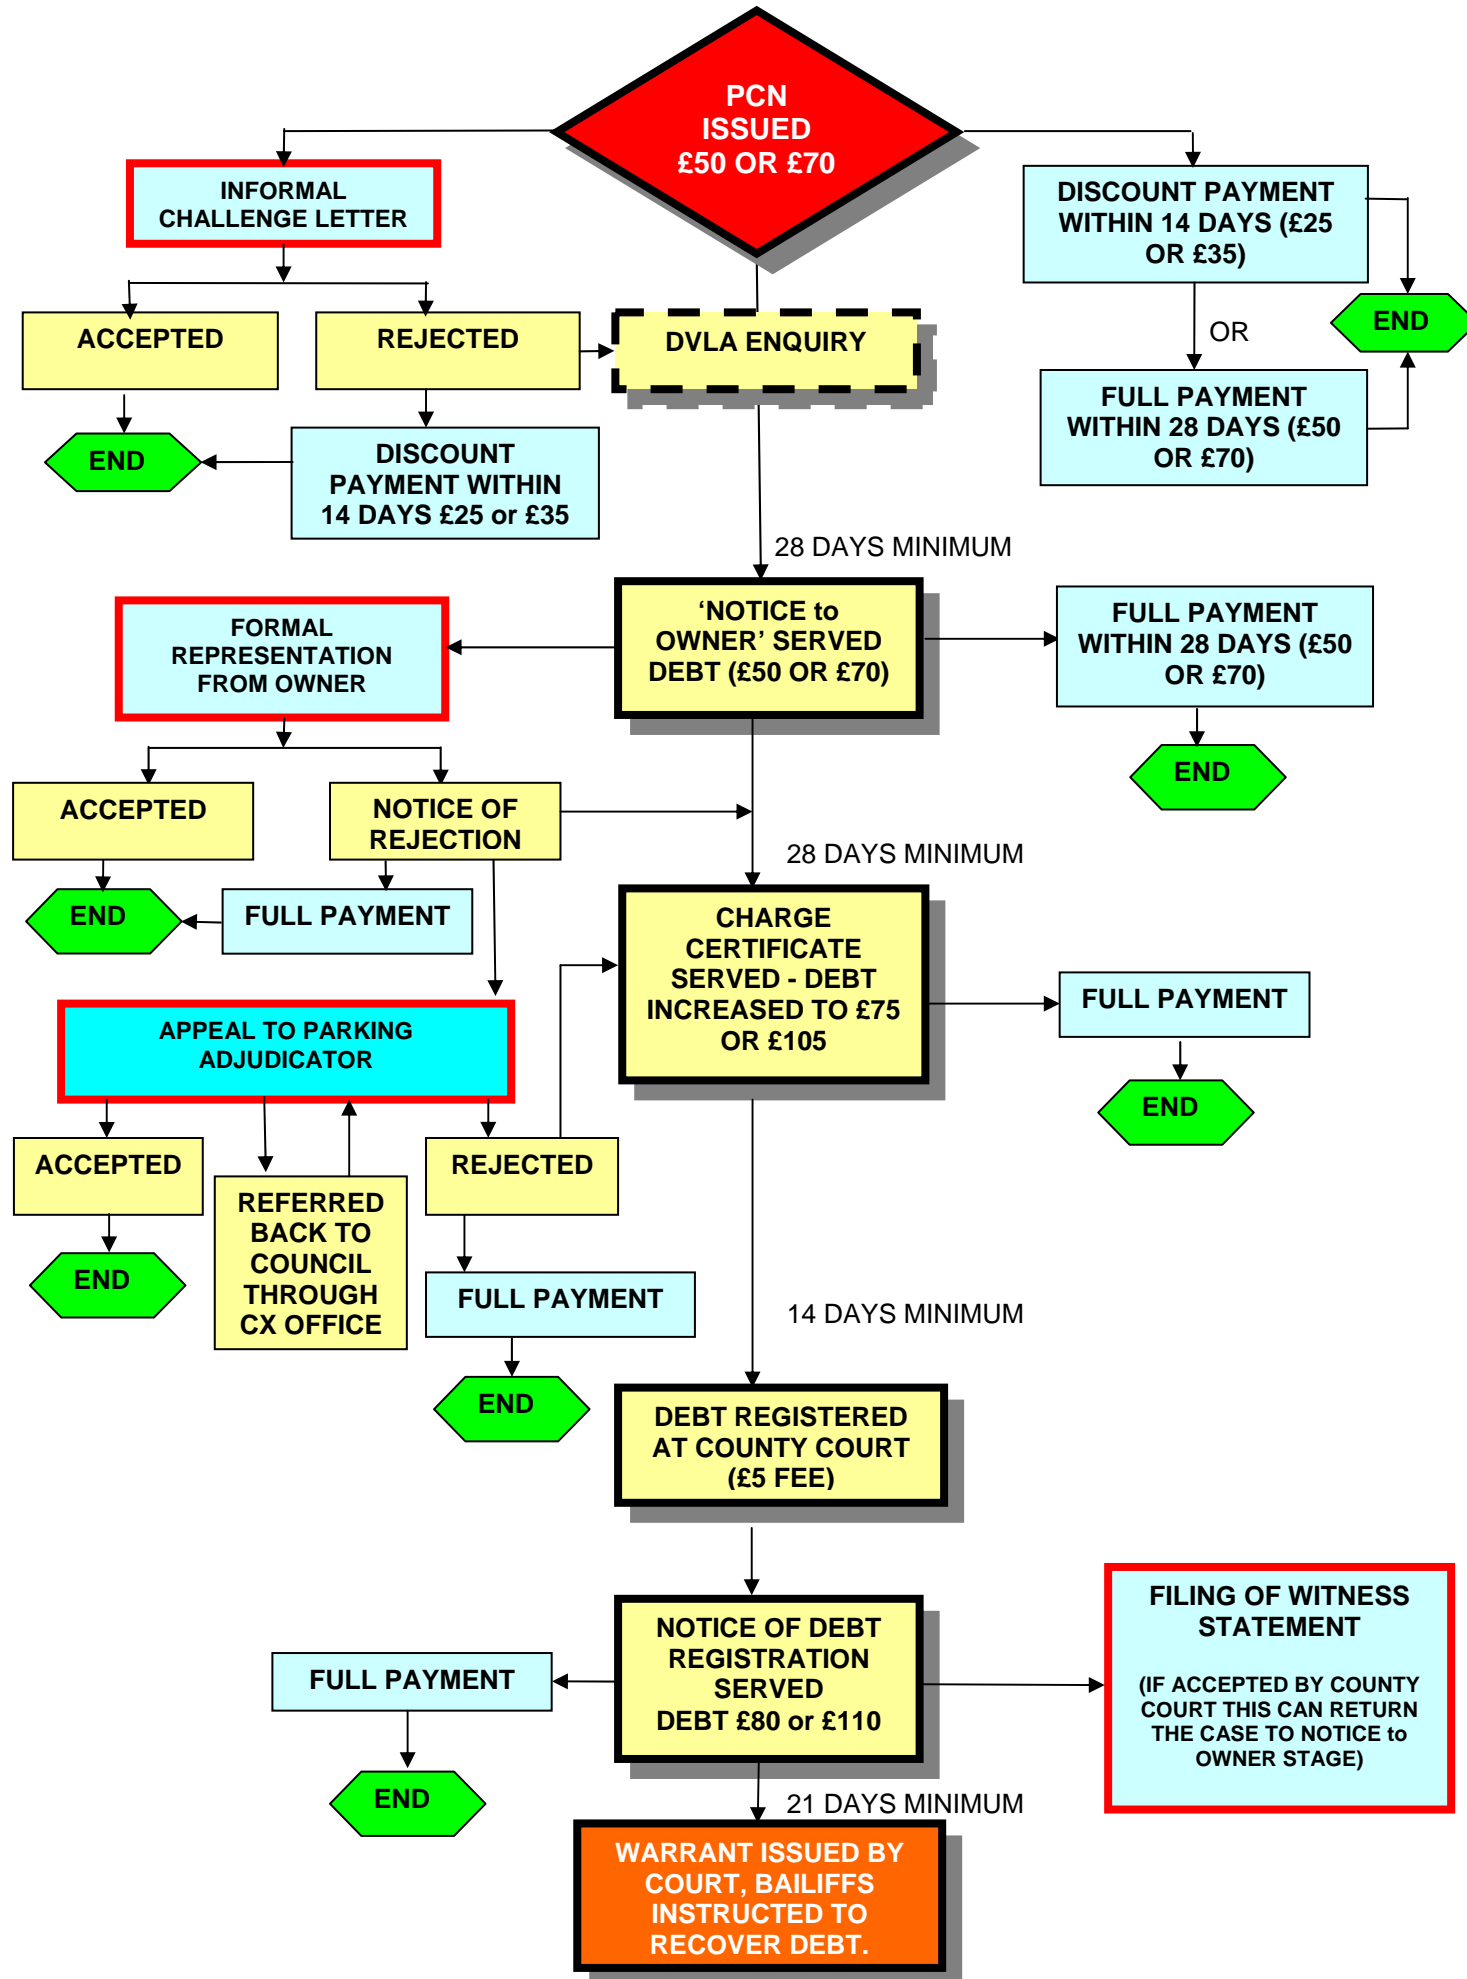 PCN
ISSUED
£50 OR £70
INFORMAL
CHALLENGE LETTER
DISCOUNT PAYMENT
WITHIN 14 DAYS (£25
OR £35)
ACCEPTED
REJECTED
DVLA ENQUIRY
OR
END
FULL PAYMENT
WITHIN 28 DAYS (£50
OR £70)
END
DISCOUNT
PAYMENT WITHIN
14 DAYS £25 or £35
28 DAYS MINIMUM
FORMAL
REPRESENTATION
FROM OWNER
‘NOTICE to
OWNER’ SERVED
DEBT (£50 OR £70)
FULL PAYMENT
WITHIN 28 DAYS (£50
OR £70)
END
ACCEPTED
NOTICE OF
REJECTION
28 DAYS MINIMUM
END
FULL PAYMENT
CHARGE
CERTIFICATE
SERVED - DEBT
INCREASED TO £75
OR £105
FULL PAYMENT
END
APPEAL TO PARKING
ADJUDICATOR
ACCEPTED
REFERRED
BACK TO
COUNCIL
THROUGH
CX OFFICE
REJECTED
END
FULL PAYMENT
14 DAYS MINIMUM
END
DEBT REGISTERED
AT COUNTY COURT
(£5 FEE)
FULL PAYMENT
NOTICE OF DEBT
REGISTRATION
SERVED
DEBT £80 or £110
FILING OF WITNESS
STATEMENT
(IF ACCEPTED BY COUNTY
COURT THIS CAN RETURN
THE CASE TO NOTICE to
OWNER STAGE)
END
21 DAYS MINIMUM
WARRANT ISSUED BY
COURT, BAILIFFS
INSTRUCTED TO
RECOVER DEBT.